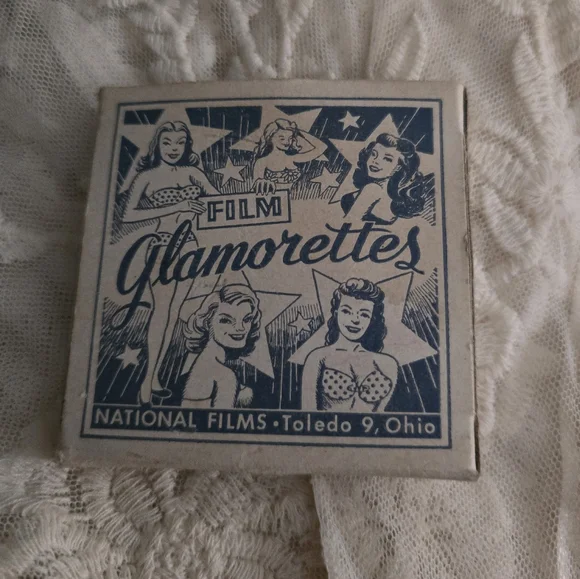 FILM
Glamorettes
NATIONAL FILMS • Toledo 9, Ohio